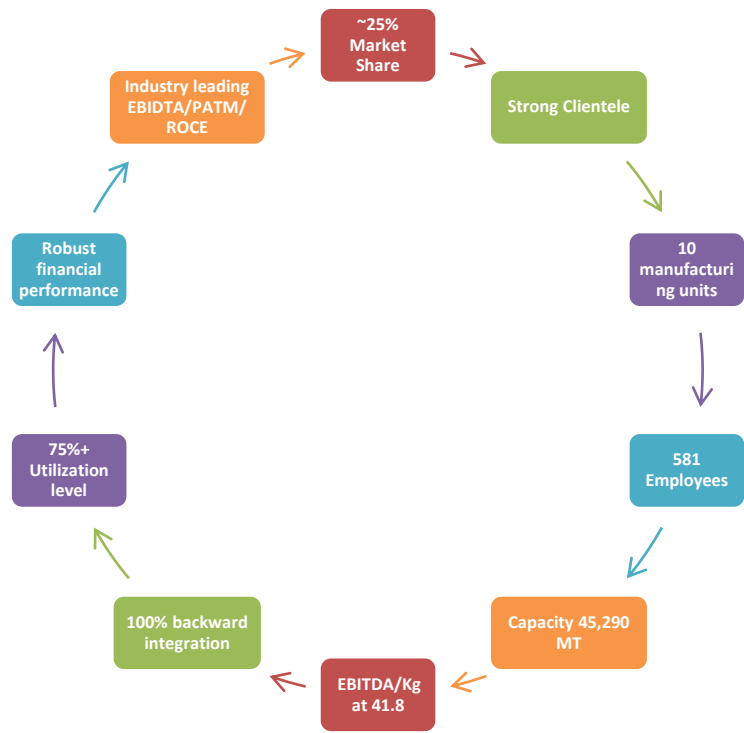 ~25%
Market
Share
Strong Clientele
10
manufacturi
ng units
581
Employees
Capacity 45,290
MT
EBITDA/Kg
at 41.8
100% backward
integration
75%+
Utilization
level
Robust
financial
performance
Industry leading
EBIDTA/PATM/
ROCE